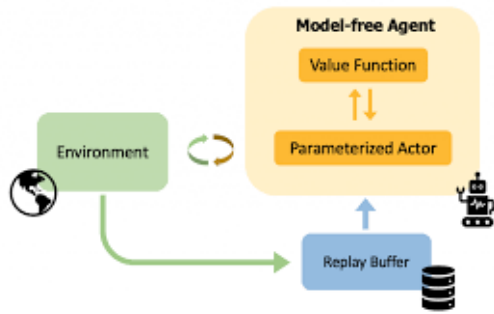 Model-free Agent
Value Function
Environment
Parameterized Actor
Replay Buffer